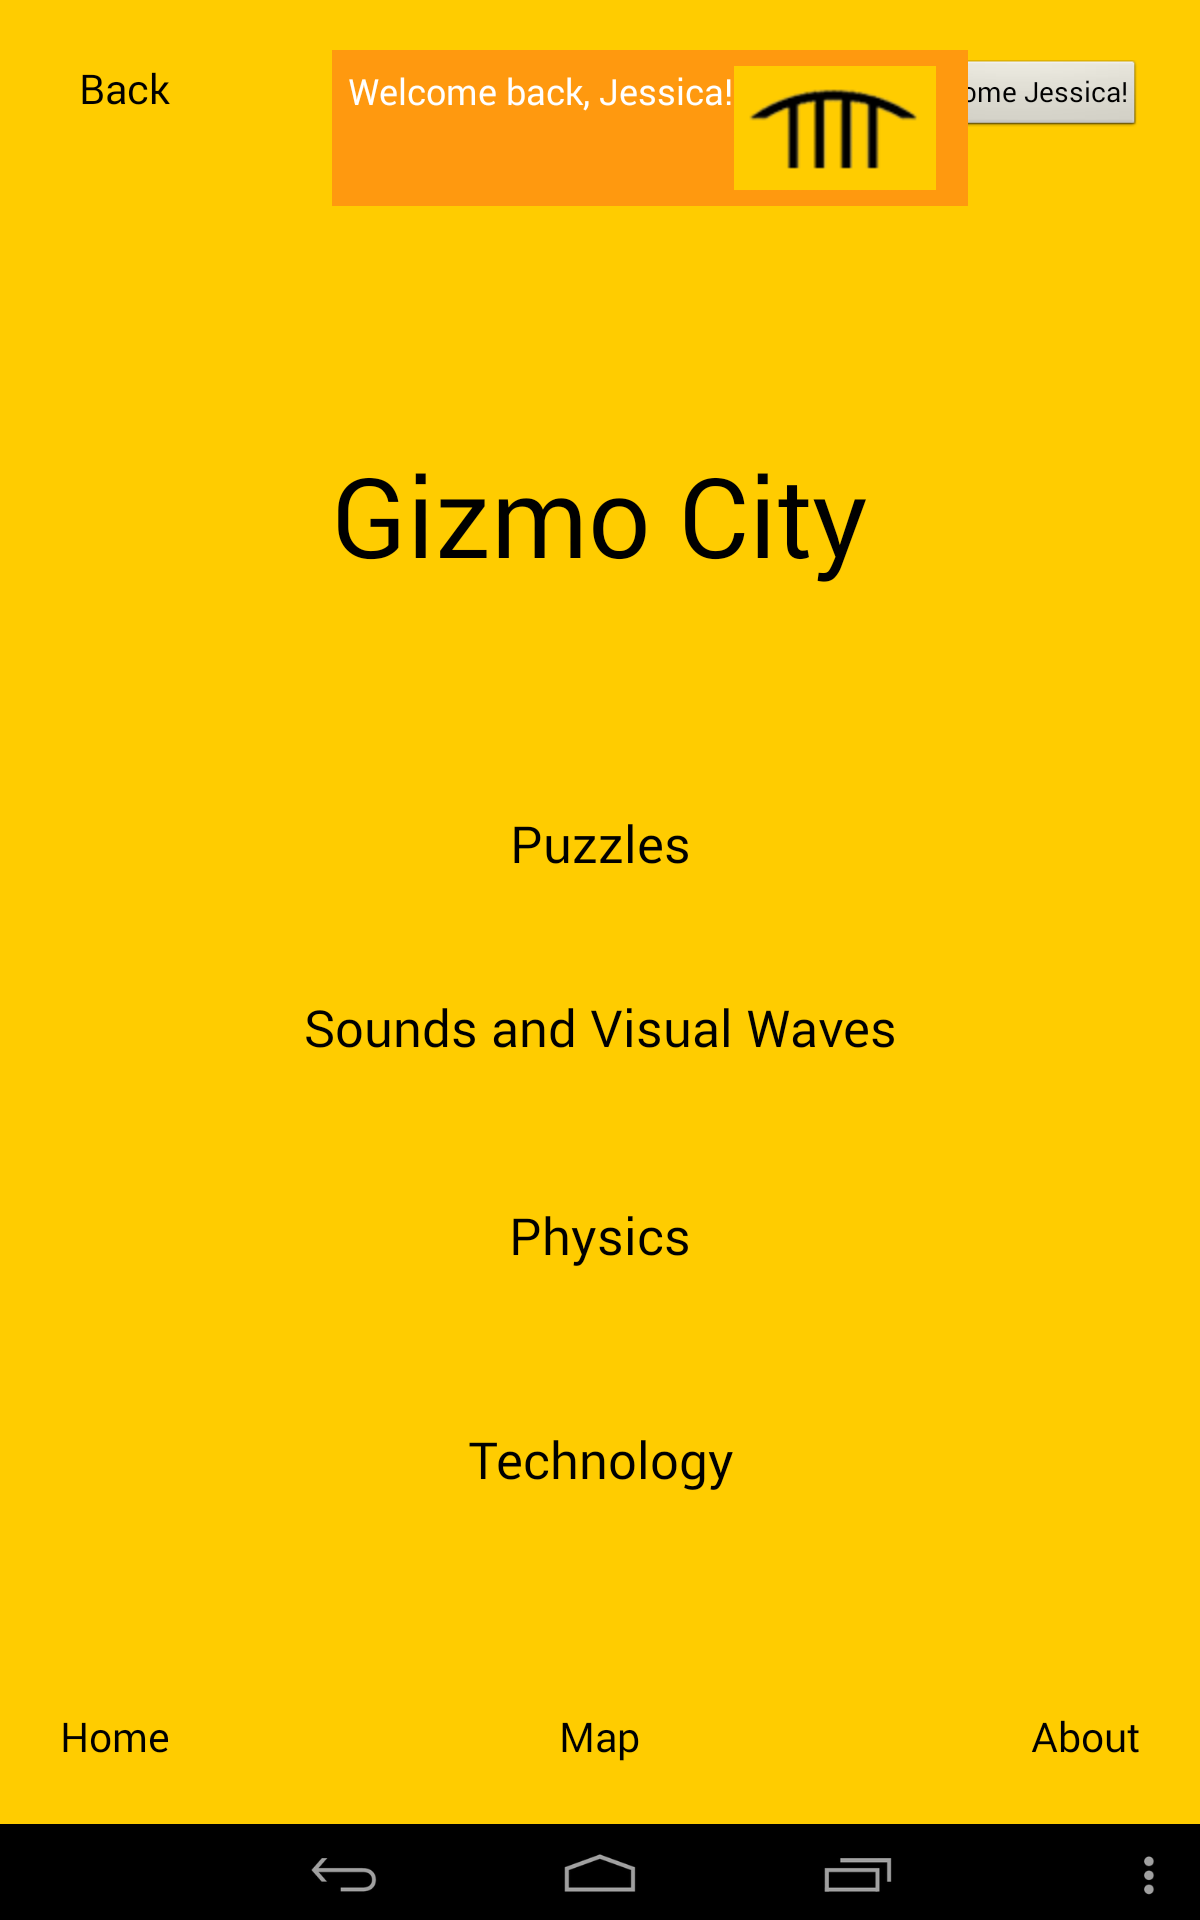 Back
Welcome back, Jessica!
ome Jessica!
Gizmo City
Puzzles
Sounds and Visual Waves
Physics
Technology
Home
Map
About